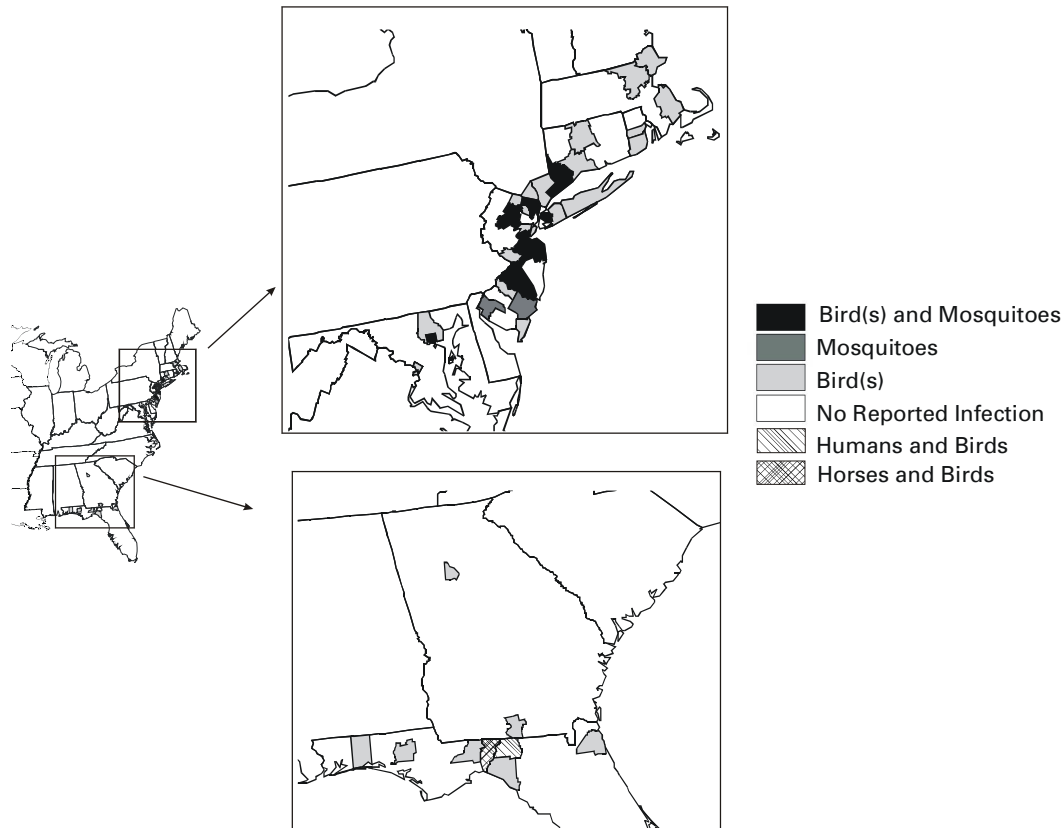 Bird(s) and Mosquitoes
Mosquitoes
Bird(s)
No Reported Infection
Humans and Birds
Horses and Birds